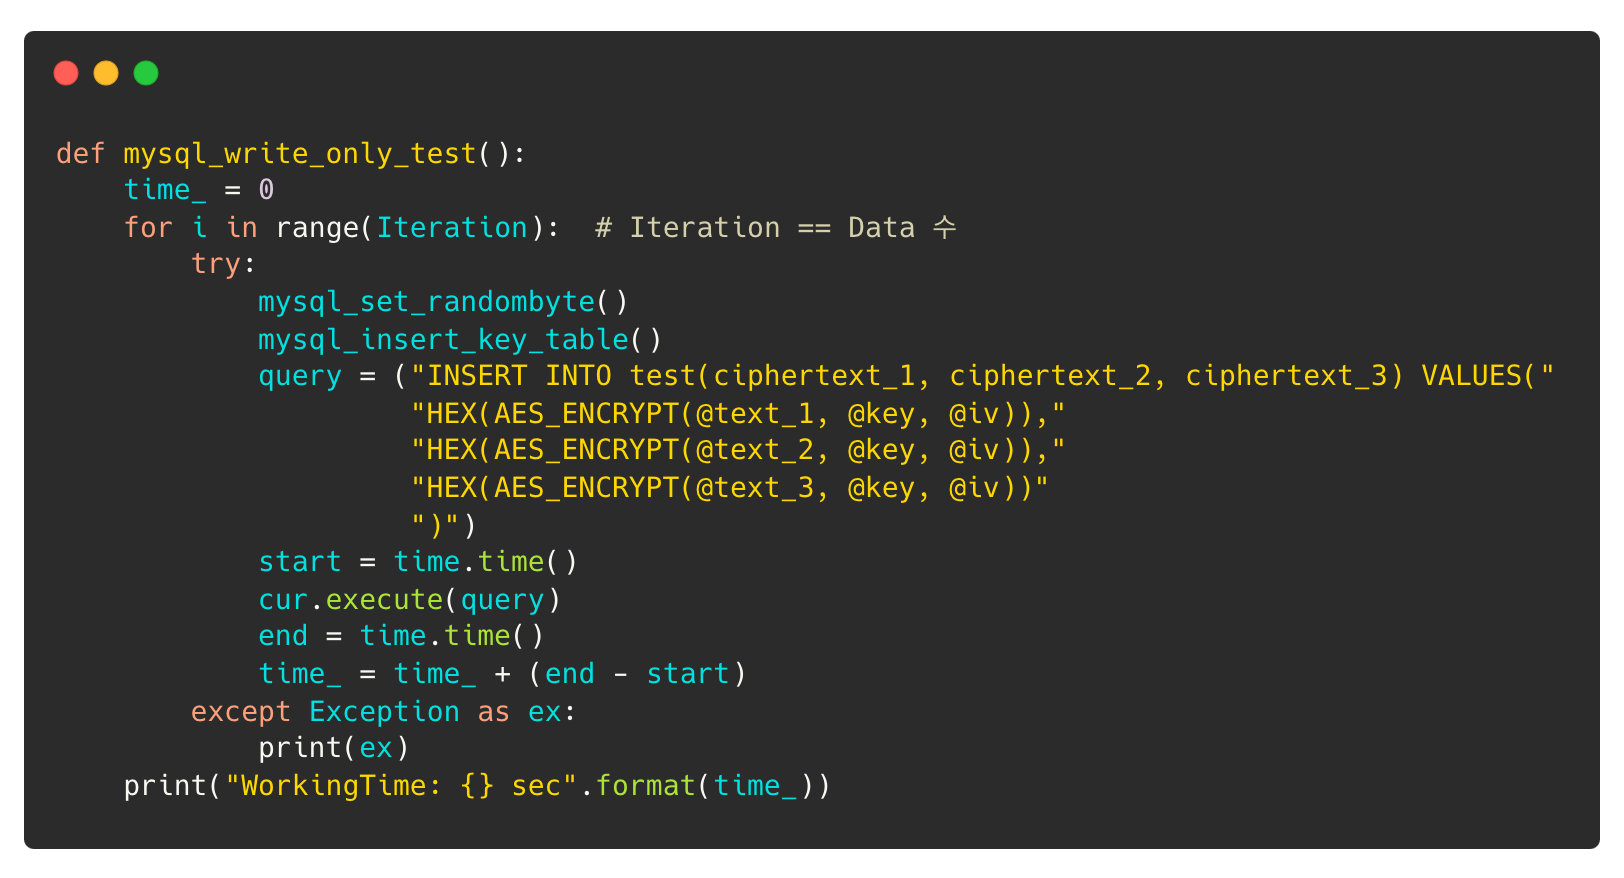 def mysql_write_only_test():
    time_ = 0
    for i in range(Iteration):  # Iteration == Data 수
        try:
            mysql_set_randombyte()
            mysql_insert_key_table()
            query = ("INSERT INTO test(ciphertext_1, ciphertext_2, ciphertext_3) VALUES("
                     "HEX(AES_ENCRYPT(@text_1, @key, @iv)),"
                     "HEX(AES_ENCRYPT(@text_2, @key, @iv)),"
                     "HEX(AES_ENCRYPT(@text_3, @key, @iv))"
                     ")")
            start = time.time()
            cur.execute(query)
            end = time.time()
            time_ = time_ + (end - start)
        except Exception as ex:
            print(ex)
    print("WorkingTime: {} sec".format(time_))